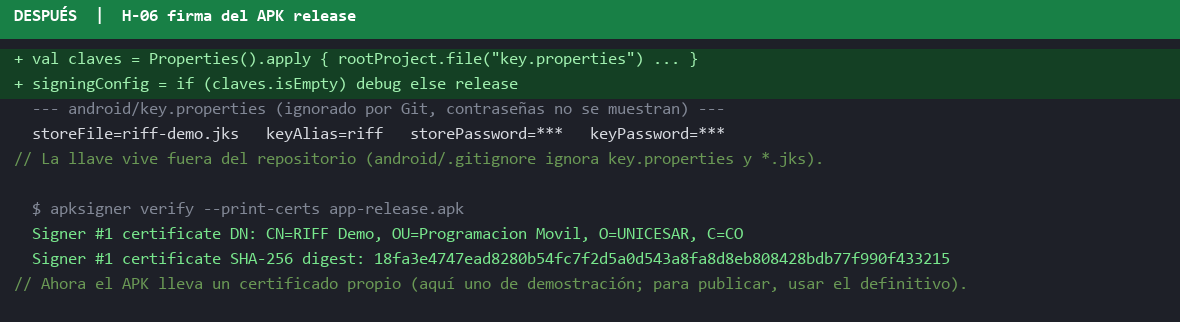 DESPUÉS | H-06 firma del APK release
+ val claves = Properties().apply { rootProject.file("key.properties") ... }
+ signingConfig = if (claves.isEmpty) debug else release
--- android/key.properties (ignorado por Git, contraseñas no se muestran) ---
storeFile=riff-demo.jks   keyAlias=riff   storePassword=***   keyPassword=***
// La llave vive fuera del repositorio (android/.gitignore ignora key.properties y *.jks).
$ apksigner verify --print-certs app-release.apk
Signer #1 certificate DN: CN=RIFF Demo, OU=Programacion Movil, O=UNICESAR, C=CO
Signer #1 certificate SHA-256 digest: 18fa3e4747ead8280b54fc7f2d5a0d543a8fa8d8eb808428bdb77f990f433215
// Ahora el APK lleva un certificado propio (aquí uno de demostración; para publicar, usar el definitivo).